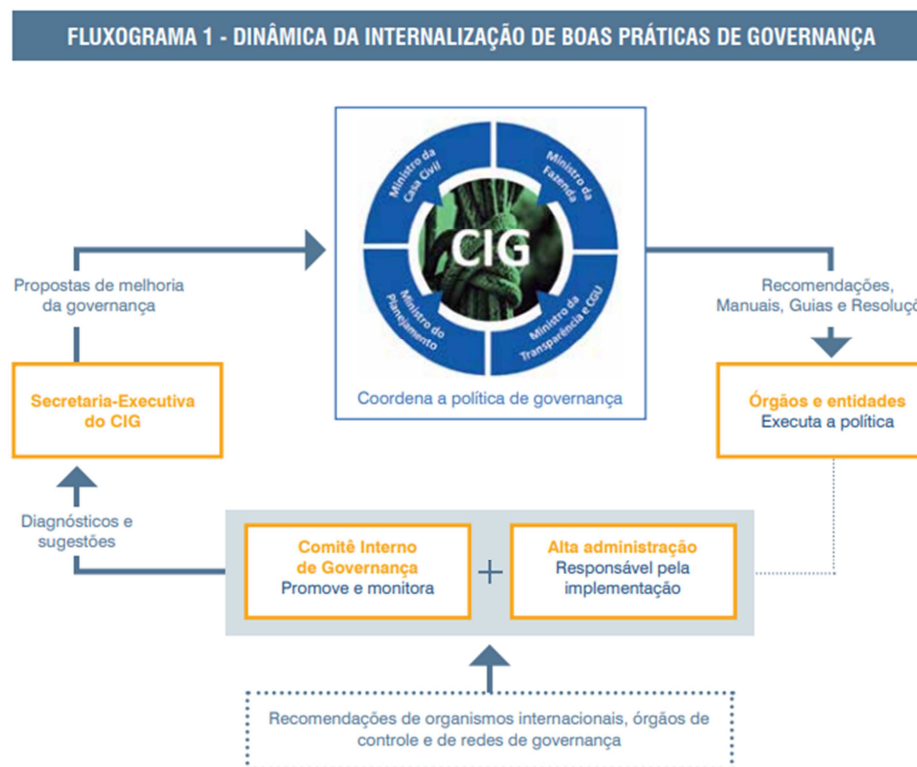 FLUXOGRAMA 1 - DINÂMICA DA INTERNALIZAÇÃO DE BOAS PRÁTICAS DE GOVERNANÇA
Ministro da
Casa Civil
Ministro da
Fazenda
CIG
Ministro do
Planejamento
Ministro da
Transparência e CGU
Coordena a política de governança
Propostas de melhoria
da governança
Recomendações,
Manuais, Guias e Resoluç
Secretaria-Executiva
do CIG
Órgãos e entidades
Executa a política
Diagnósticos e
sugestões
Comitê Interno
de Governança
Promove e monitora
+
Alta administração
Responsável pela
implementação
Recomendações de organismos internacionais, órgãos de
controle e de redes de governança